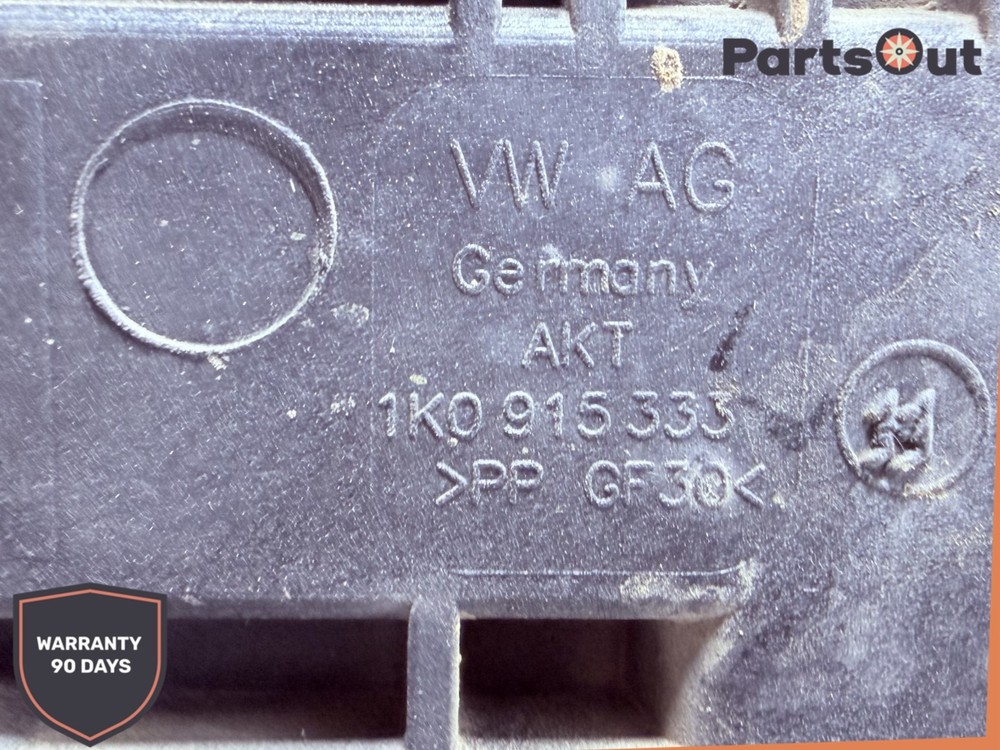 PartsOut
VW AG
Germany
AKT
1K0 915 333
>PP GF30<
WARRANTY
90 DAYS